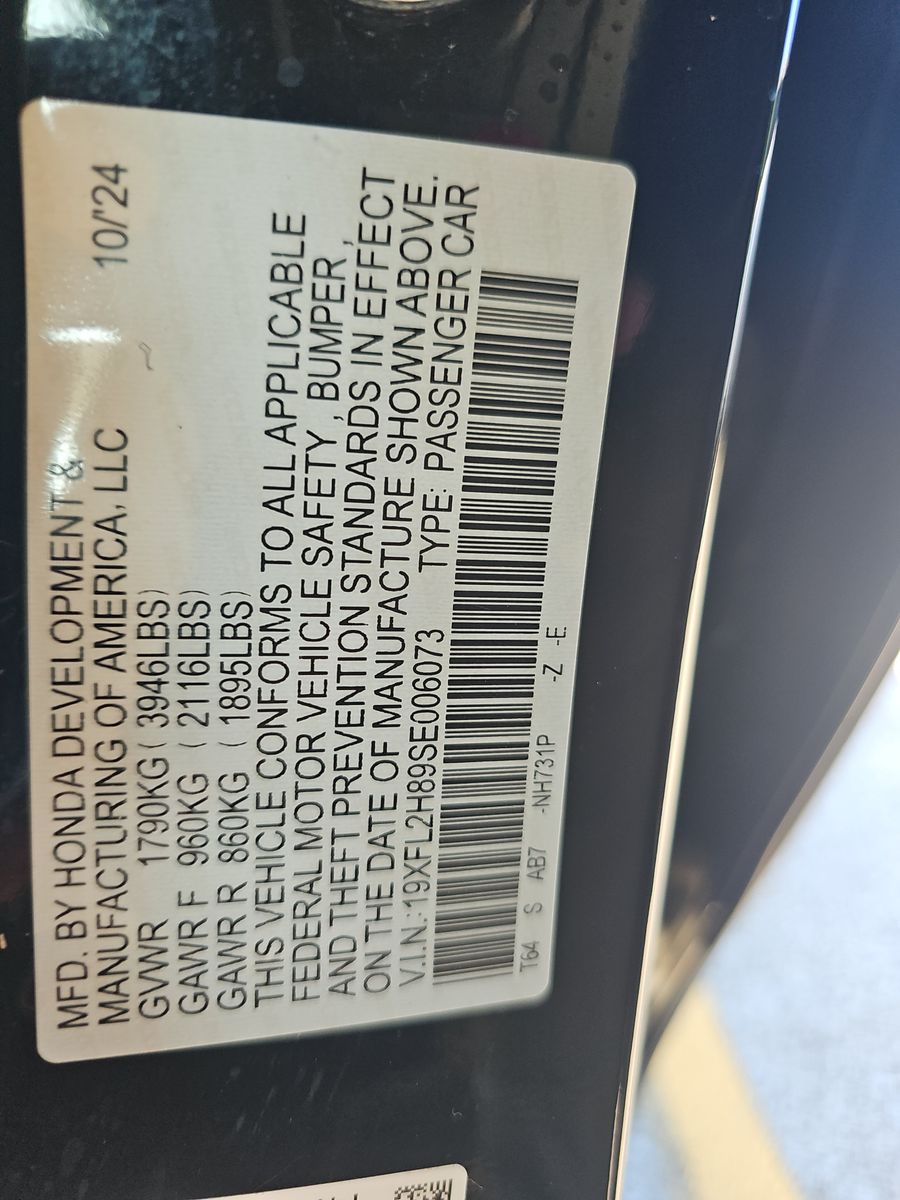 MFD. BY HONDA DEVELOPMENT &
MANUFACTURING OF AMERICA, LLC 10/'24
GVWR 1790KG ( 3946LBS)
GAWR F 960KG ( 2116LBS)
GAWR R 860KG ( 1895LBS)
THIS VEHICLE CONFORMS TO ALL APPLICABLE
FEDERAL MOTOR VEHICLE SAFETY , BUMPER ,
AND THEFT PREVENTION STANDARDS IN EFFECT
ON THE DATE OF MANUFACTURE SHOWN ABOVE.
V.I.N.:19XFL2H89SE006073 TYPE: PASSENGER CAR
T64 S AB7 -NH731P -Z -E